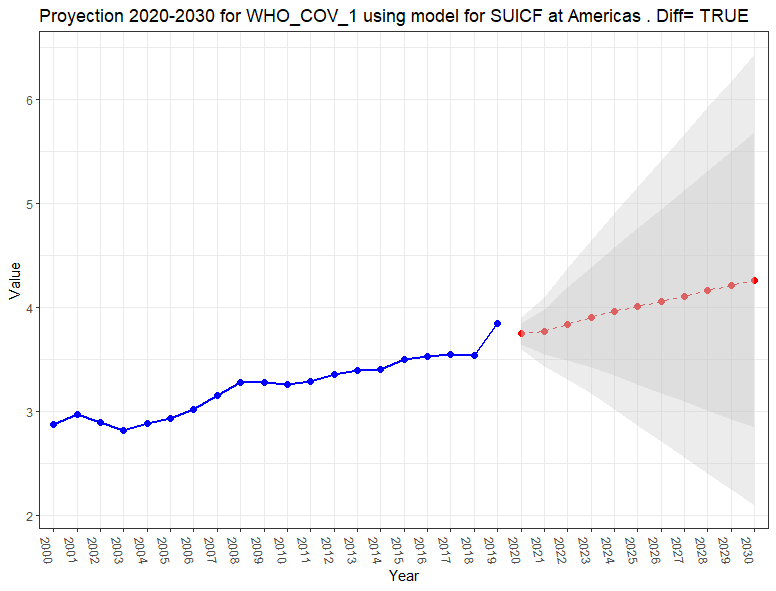 Proyection 2020-2030 for WHO_COV_1 using model for SUICF at Americas . Diff= TRUE
Value
6
5
4
3
2
2000 2001 2002 2003 2004 2005 2006 2007 2008 2009 2010 2011 2012 2013 2014 2015 2016 2017 2018 2019 2020 2021 2022 2023 2024 2025 2026 2027 2028 2029 2030
Year